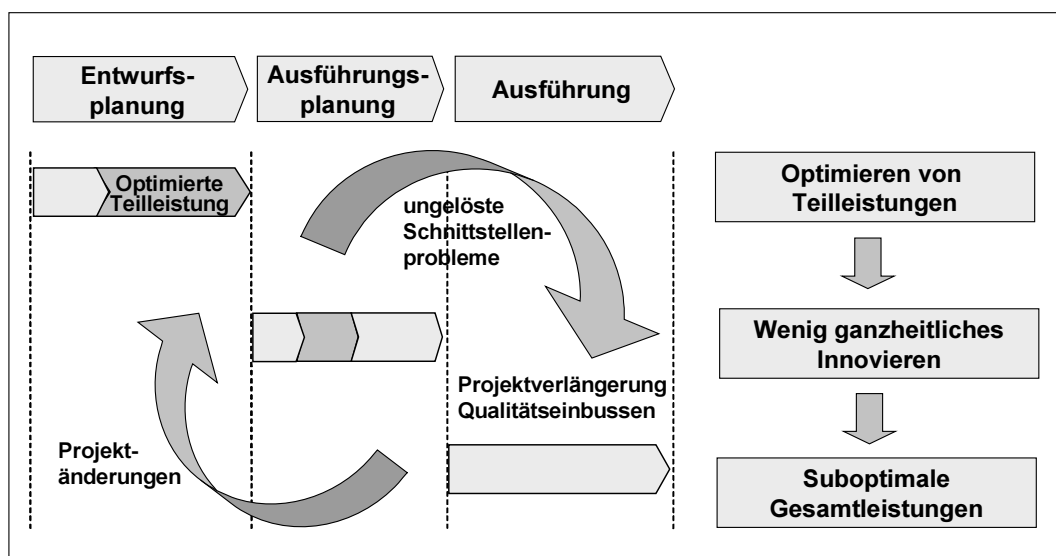 Entwurfs-
planung
Ausführungs-
planung
Ausführung
Optimierte
Teilleistung
ungelöste
Schnittstellen-
probleme
Projektverlängerung
Qualitätseinbussen
Projekt-
änderungen
Optimieren von
Teilleistungen
Wenig ganzheitliches
Innovieren
Suboptimale
Gesamtleistungen